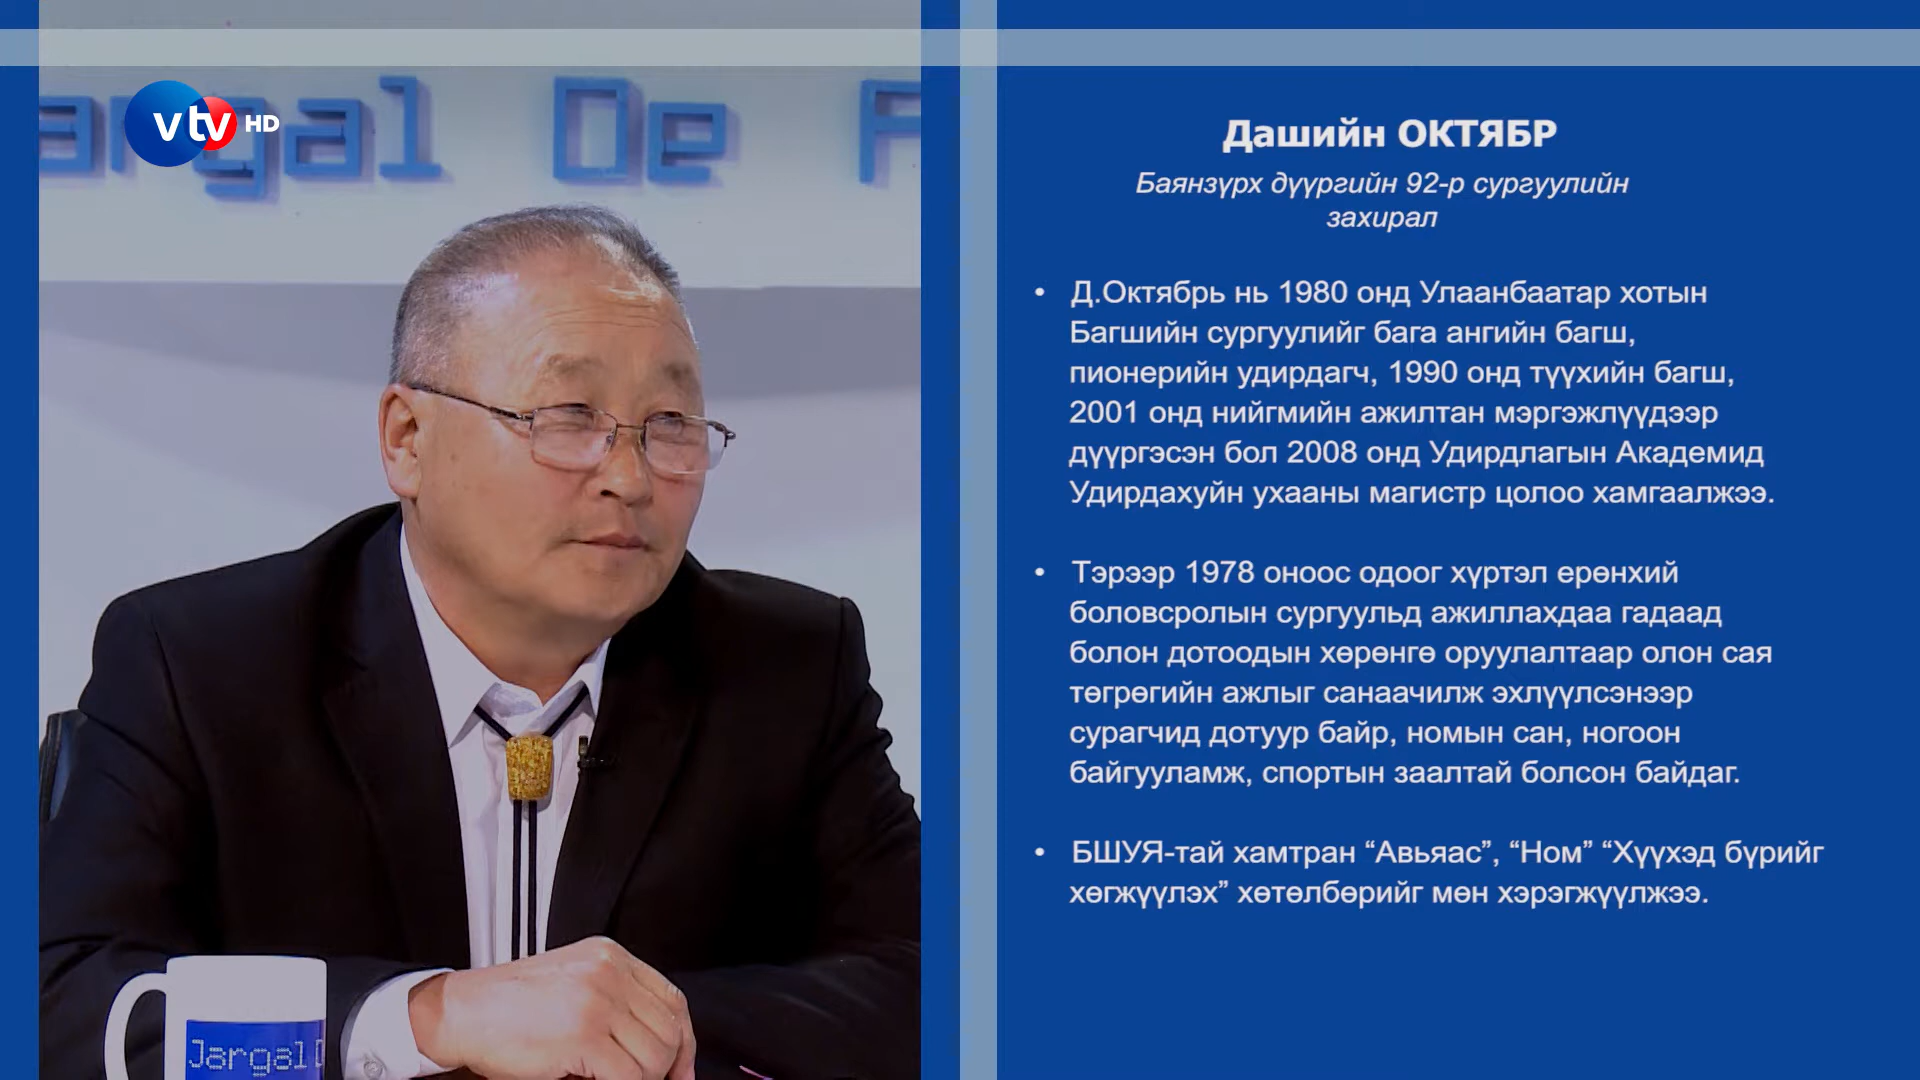 argal De F
vtv HD
Дашийн ОКТЯБР
Баянзүрх дүүргийн 92-р сургуулийн
захирал
• Д.Октябрь нь 1980 онд Улаанбаатар хотын
Багшийн сургуулийг бага ангийн багш,
пионерийн удирдагч, 1990 онд түүхийн багш,
2001 онд нийгмийн ажилтан мэргэжлүүдээр
дүүргэсэн бол 2008 онд Удирдлагын Академид
Удирдахуйн ухааны магистр цолоо хамгаалжээ.
• Тэрээр 1978 оноос одоог хүртэл ерөнхий
боловсролын сургуульд ажиллахдаа гадаад
болон дотоодын хөрөнгө оруулалтаар олон сая
төгрөгийн ажлыг санаачилж эхлүүлсэнээр
сурагчид дотуур байр, номын сан, ногоон
байгууламж, спортын заалтай болсон байдаг.
• БШУЯ-тай хамтран “Авьяас”, “Ном” “Хүүхэд бүрийг
хөгжүүлэх” хөтөлбөрийг мөн хэрэгжүүлжээ.
Jargal D